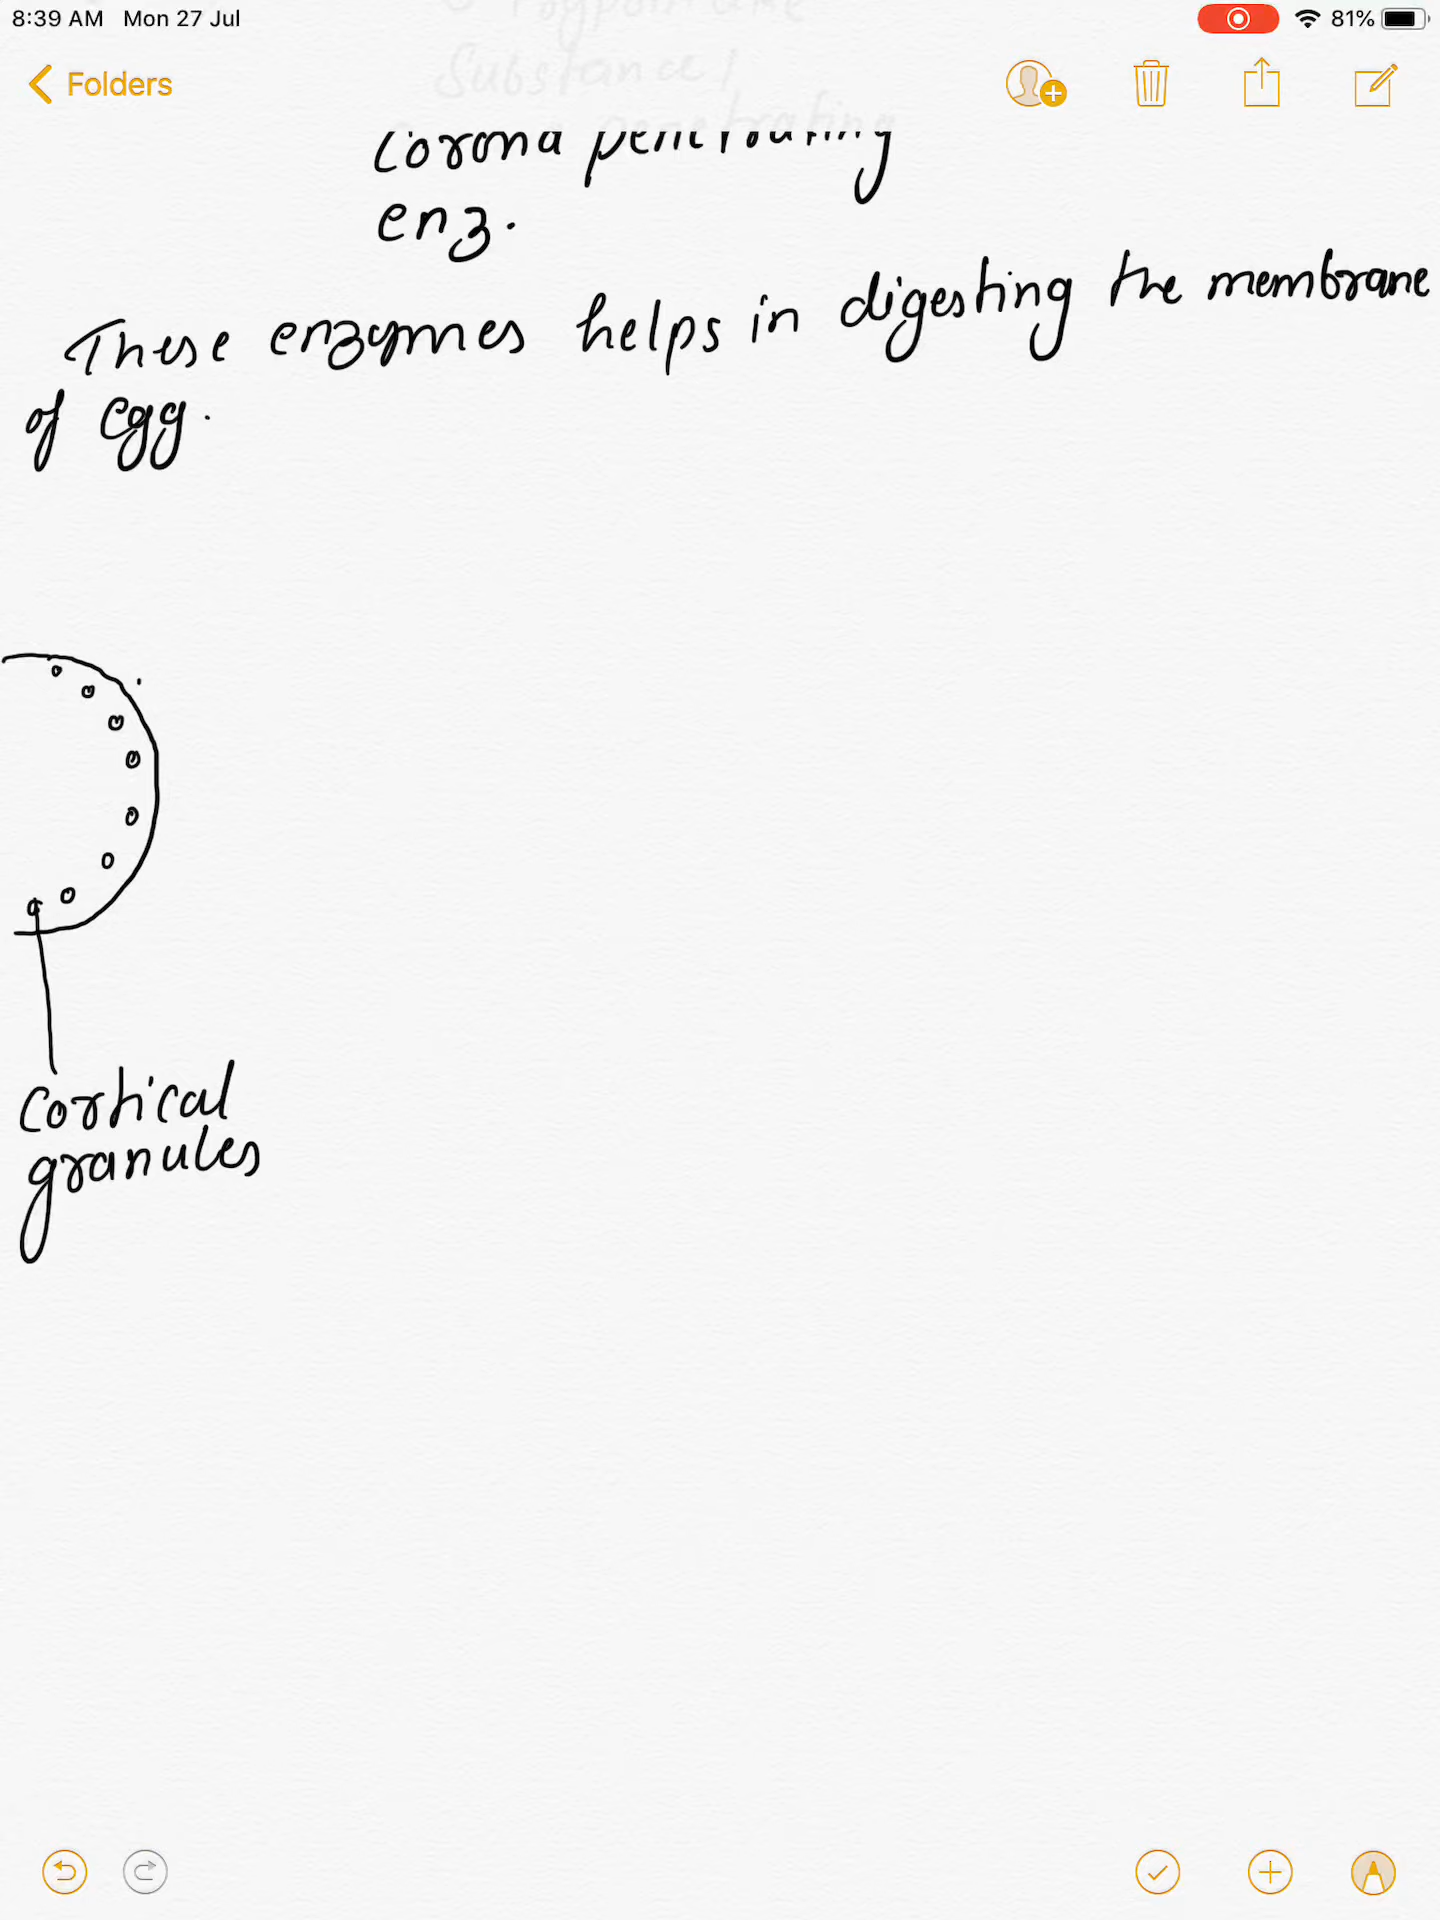 8:39 AM Mon 27 Jul
81%
Substance /
Folders
Corona penetrating
enz.
These enzymes helps in digesting the membrane
of egg.
Cortical
granules